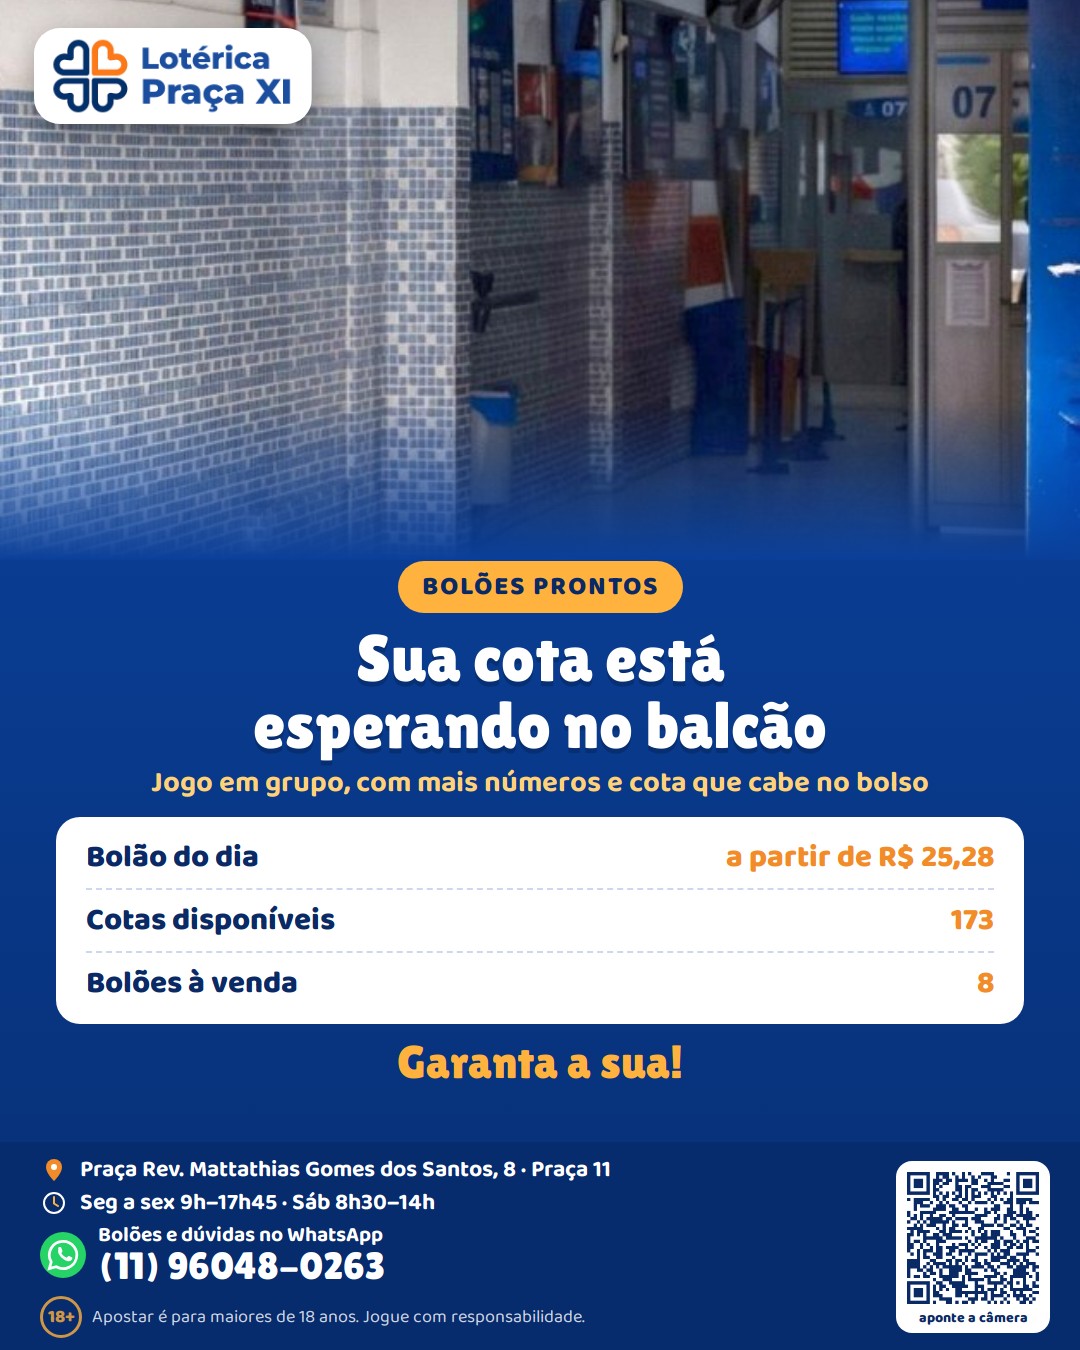 Lotérica
Praça XI
07
07
BOLÕES PRONTOS
Sua cota está
esperando no balcão
Jogo em grupo, com mais números e cota que cabe no bolso
Bolão do dia a partir de R$ 25,28
Cotas disponíveis 173
Bolões à venda 8
Garanta a sua!
Praça Rev. Mattathias Gomes dos Santos, 8 · Praça 11
Seg a sex 9h–17h45 · Sáb 8h30–14h
Bolões e dúvidas no WhatsApp
(11) 96048-0263
18+ Apostar é para maiores de 18 anos. Jogue com responsabilidade.
aponte a câmera